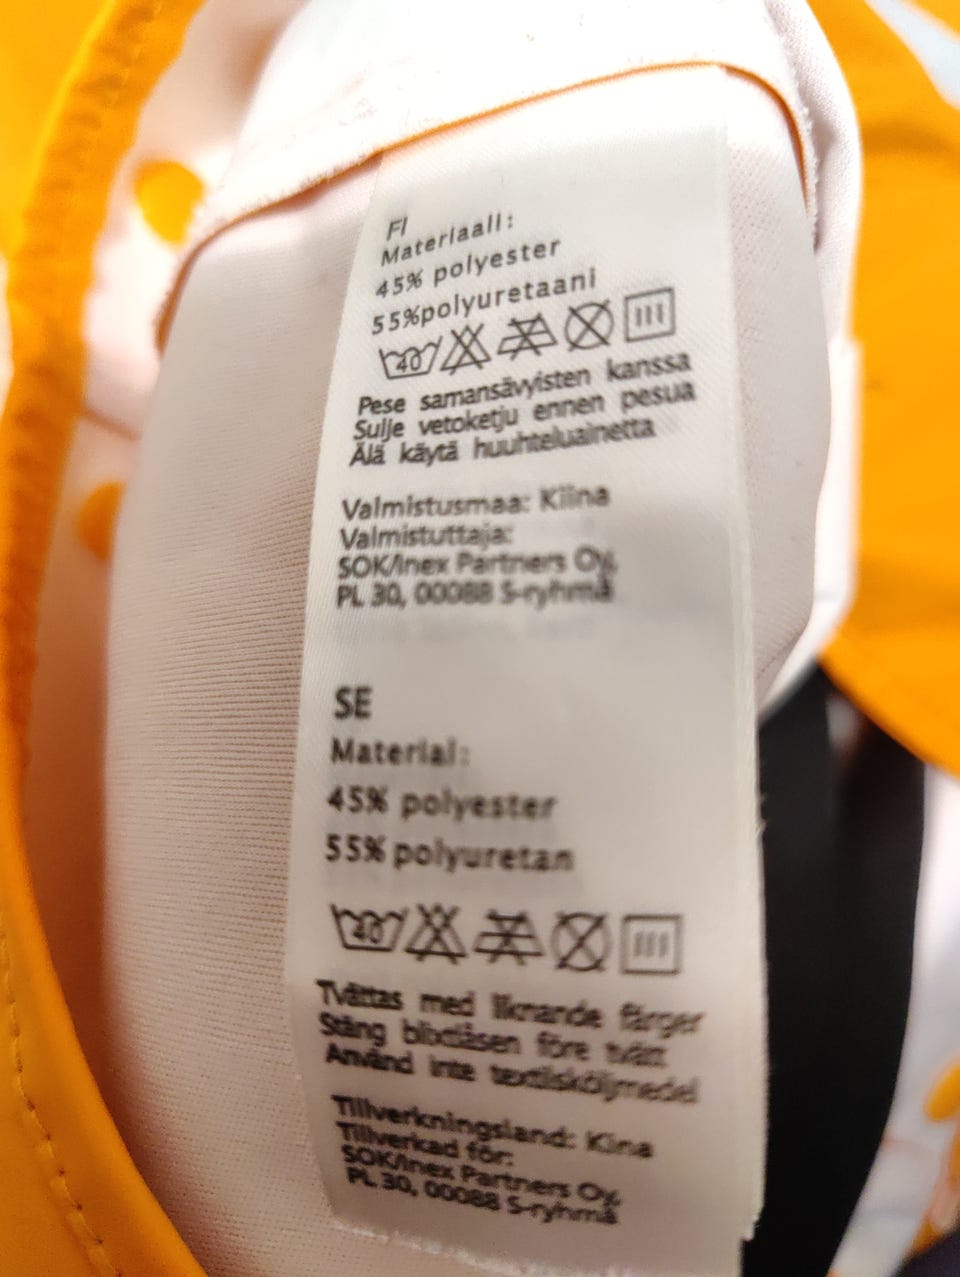 FI
Materiaali:
45% polyester
55%polyuretaani
40
Pese samansävyisten kanssa
Sulje vetoketju ennen pesua
Älä käytä huuhteluainetta
Valmistusmaa: Kiina
Valmistuttaja:
SOK/Inex Partners Oy,
PL 30, 00088 S-ryhmä
SE
Material:
45% polyester
55% polyuretan
40
Tvättas med liknande färger
Stäng blixtlåsen före tvätt
Använd inte textilsköljmedel
Tillverkningsland: Kina
Tillverkad för:
SOK/Inex Partners Oy,
PL 30, 00088 S-ryhmä